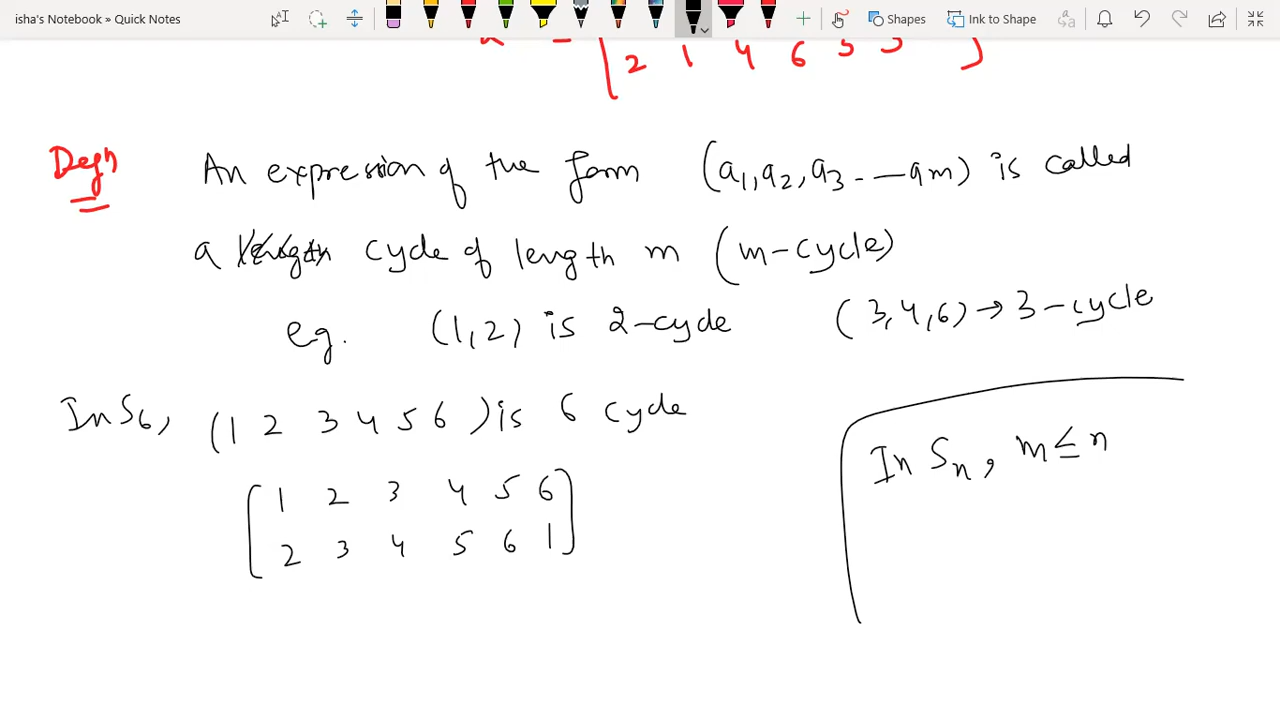 isha's Notebook » Quick Notes
Shapes
Ink to Shape
2 1 4 6 5 3
Defn An expression of the form (a1, a2, a3 - — am) is called
a cycle of length m (m-cycle)
eg. (1,2) is 2-cycle (3,4,6) → 3-cycle
In S6, (1 2 3 4 5 6) is 6 cycle
[1 2 3 4 5 6
2 3 4 5 6 1]
In Sn, m ≤ n